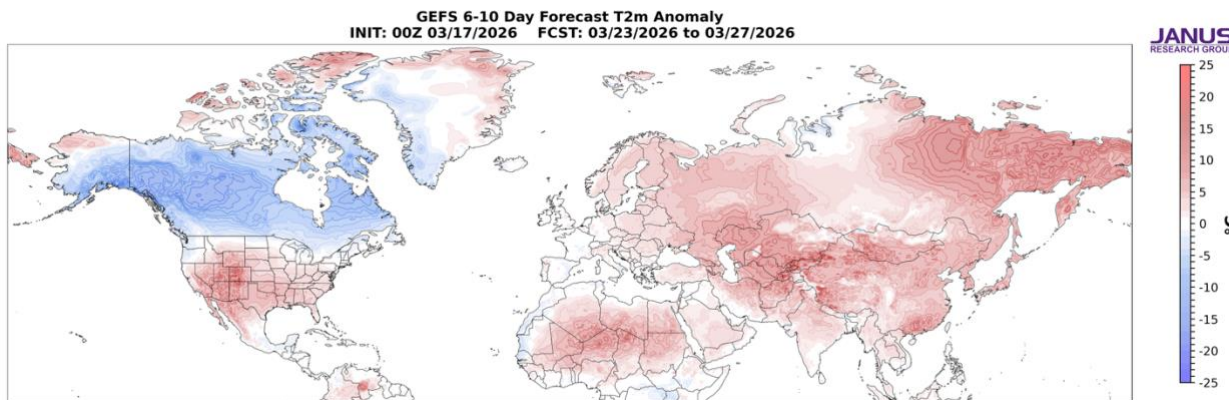 GEFS 6-10 Day Forecast T2m Anomaly
INIT: 00Z 03/17/2026 FCST: 03/23/2026 to 03/27/2026
JANUS
RESEARCH GROUP
25
20
15
10
5
0
-5
-10
-15
-20
-25
°C